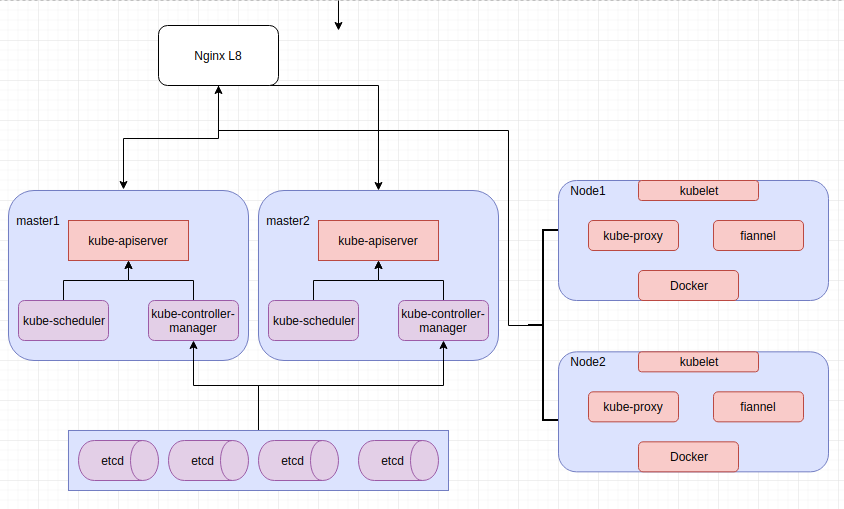 Nginx L8
master1
kube-apiserver
kube-scheduler
kube-controller-
manager
master2
kube-apiserver
kube-scheduler
kube-controller-
manager
etcd
etcd
etcd
etcd
Node1
kubelet
kube-proxy
fiannel
Docker
Node2
kubelet
kube-proxy
fiannel
Docker